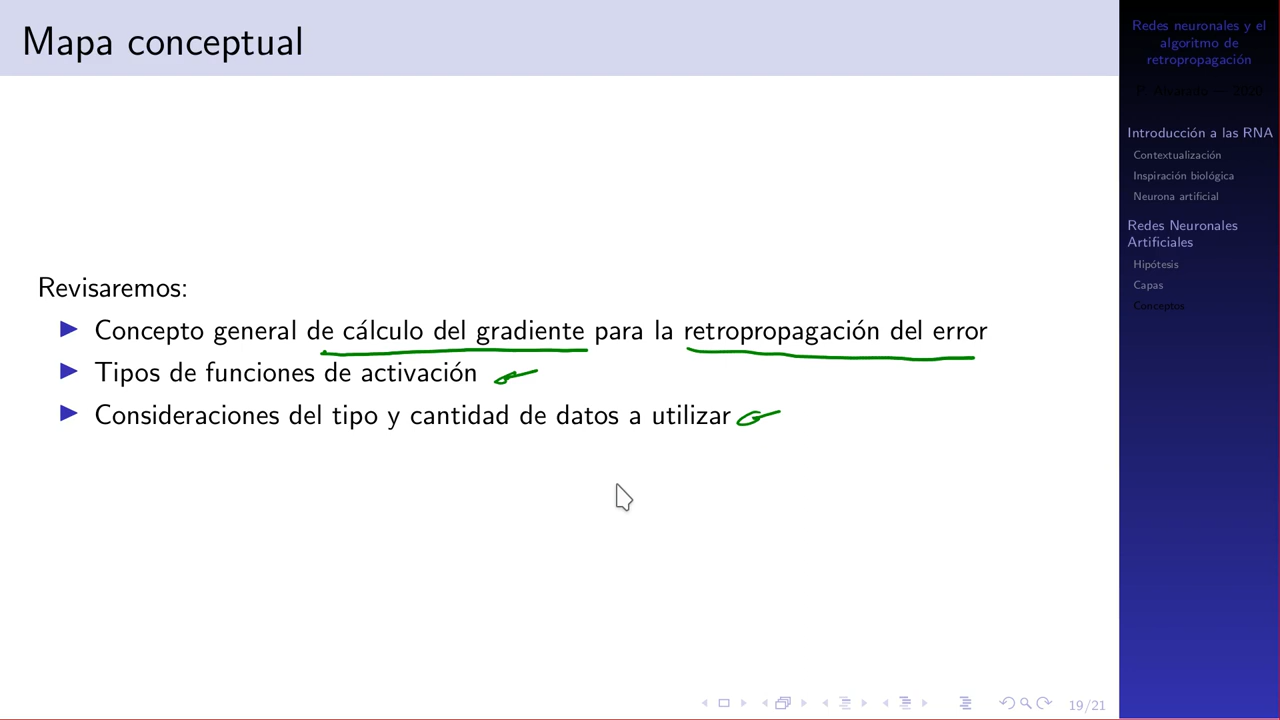 Mapa conceptual
Revisaremos:
Concepto general de cálculo del gradiente para la retropropagación del error
Tipos de funciones de activación
Consideraciones del tipo y cantidad de datos a utilizar
19/21
Redes neuronales y el
algoritmo de
retropropagación
P. Alvarado — 2020
Introducción a las RNA
Contextualización
Inspiración biológica
Neurona artificial
Redes Neuronales
Artificiales
Hipótesis
Capas
Conceptos